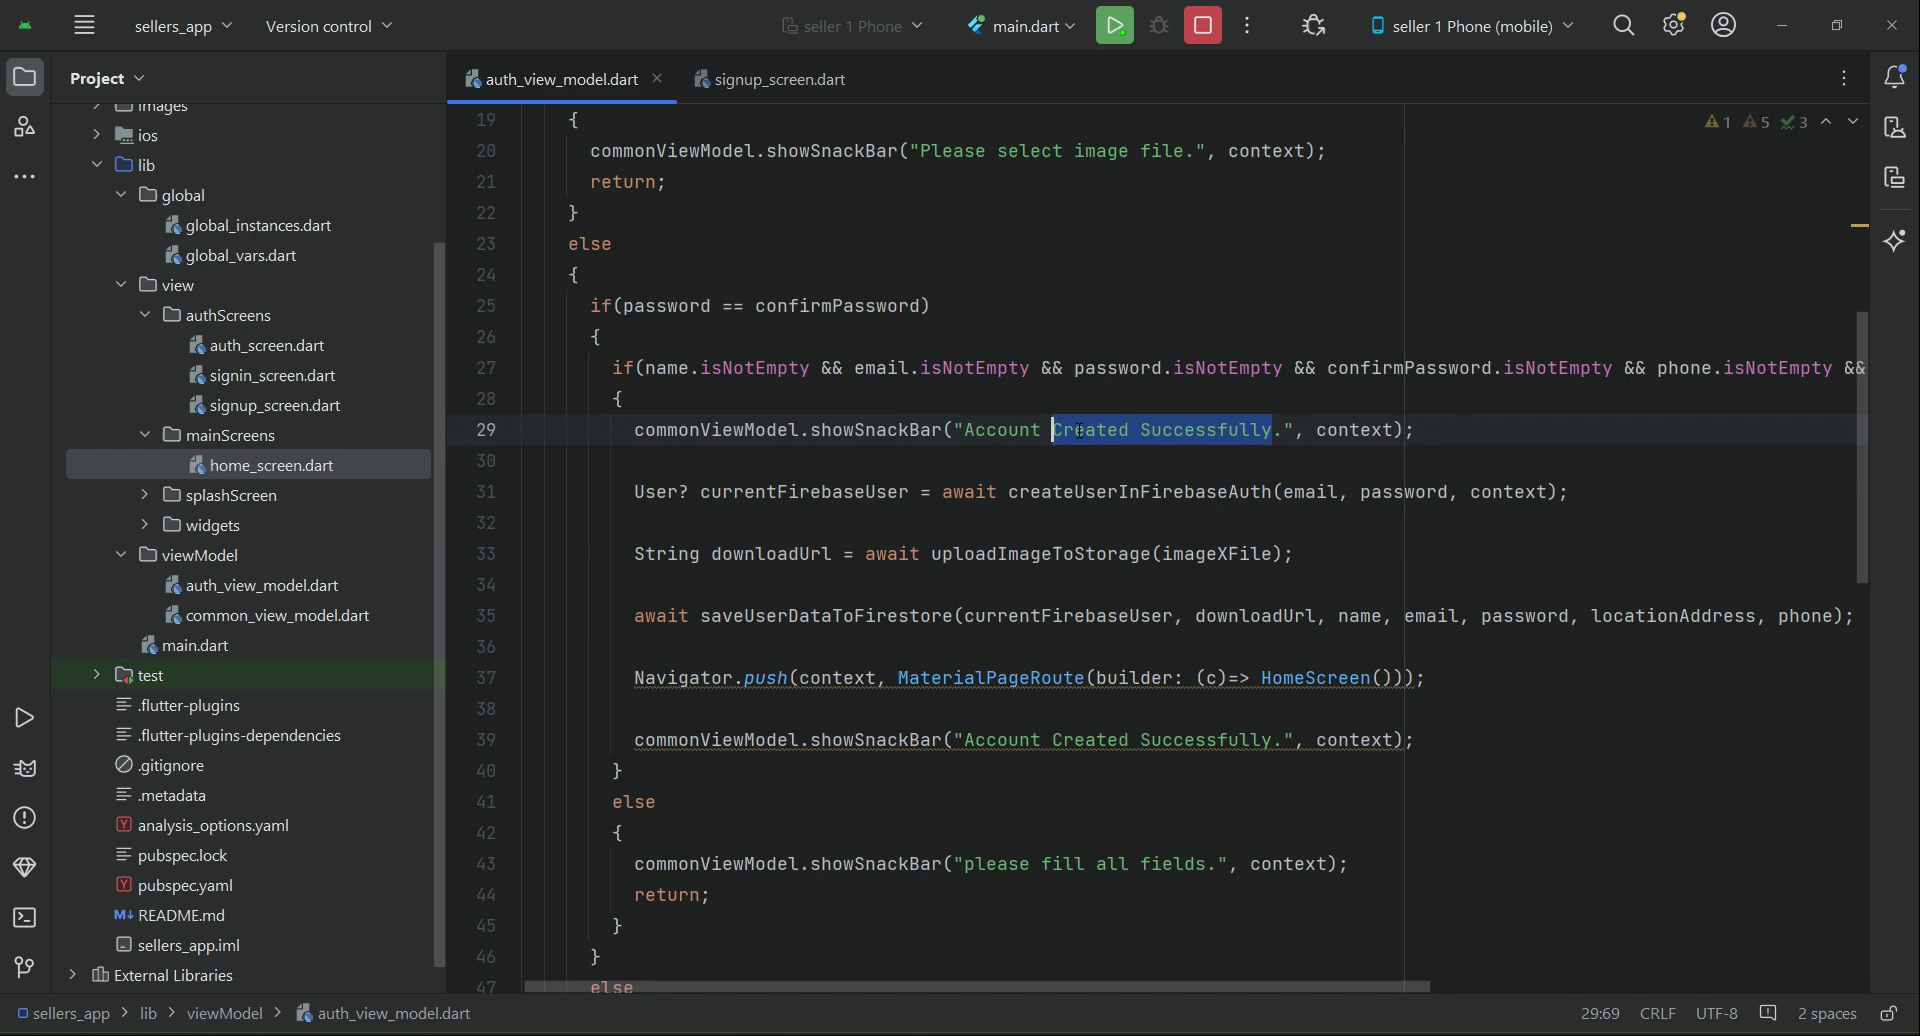 sellers_app
Version control
seller 1 Phone
main.dart
seller 1 Phone (mobile)
Project
images
ios
lib
global
global_instances.dart
global_vars.dart
view
authScreens
auth_screen.dart
signin_screen.dart
signup_screen.dart
mainScreens
home_screen.dart
splashScreen
widgets
viewModel
auth_view_model.dart
common_view_model.dart
main.dart
test
.flutter-plugins
.flutter-plugins-dependencies
.gitignore
.metadata
analysis_options.yaml
pubspec.lock
pubspec.yaml
README.md
sellers_app.iml
External Libraries
auth_view_model.dart
signup_screen.dart
1 5 3
19 {
20 commonViewModel.showSnackBar("Please select image file.", context);
21 return;
22 }
23 else
24 {
25 if(password == confirmPassword)
26 {
27 if(name.isNotEmpty && email.isNotEmpty && password.isNotEmpty && confirmPassword.isNotEmpty && phone.isNotEmpty &&
28 {
29 commonViewModel.showSnackBar("Account Created Successfully.", context);
30
31 User? currentFirebaseUser = await createUserInFirebaseAuth(email, password, context);
32
33 String downloadUrl = await uploadImageToStorage(imageXFile);
34
35 await saveUserDataToFirestore(currentFirebaseUser, downloadUrl, name, email, password, locationAddress, phone);
36
37 Navigator.push(context, MaterialPageRoute(builder: (c)=> HomeScreen()));
38
39 commonViewModel.showSnackBar("Account Created Successfully.", context);
40 }
41 else
42 {
43 commonViewModel.showSnackBar("please fill all fields.", context);
44 return;
45 }
46 }
47 else
sellers_app > lib > viewModel > auth_view_model.dart
29:69 CRLF UTF-8 2 spaces